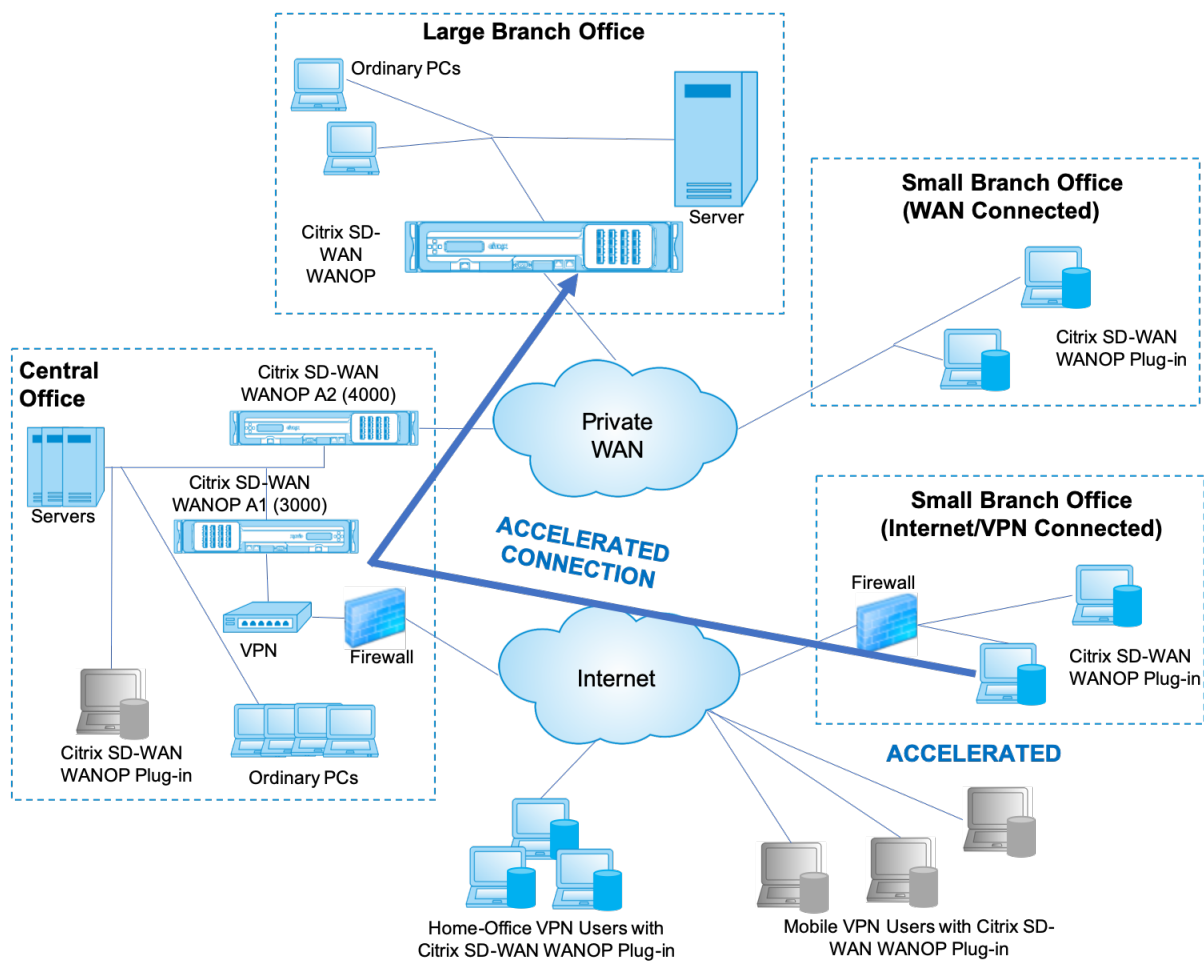 Large Branch Office
Ordinary PCs
Server
Citrix SD-
WAN
WANOP
Small Branch Office
(WAN Connected)
Citrix SD-WAN
WANOP Plug-in
Central
Office
Citrix SD-WAN
WANOP A2 (4000)
Servers
Citrix SD-WAN
WANOP A1 (3000)
VPN
Firewall
Citrix SD-WAN
WANOP Plug-in
Ordinary PCs
Private
WAN
ACCELERATED
CONNECTION
Internet
Small Branch Office
(Internet/VPN Connected)
Firewall
Citrix SD-WAN
WANOP Plug-in
ACCELERATED
Home-Office VPN Users with
Citrix SD-WAN WANOP Plug-in
Mobile VPN Users with Citrix SD-
WAN WANOP Plug-in